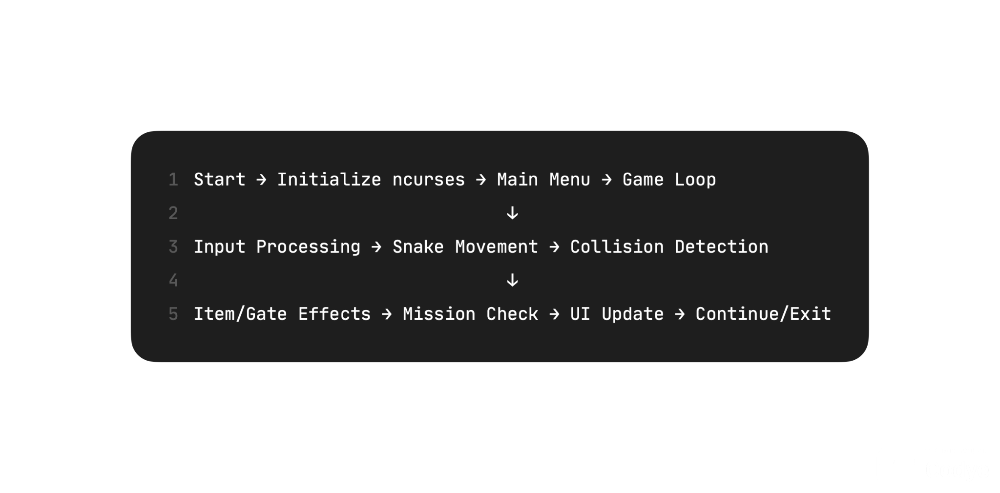 1 Start → Initialize ncurses → Main Menu → Game Loop
2 ↓
3 Input Processing → Snake Movement → Collision Detection
4 ↓
5 Item/Gate Effects → Mission Check → UI Update → Continue/Exit